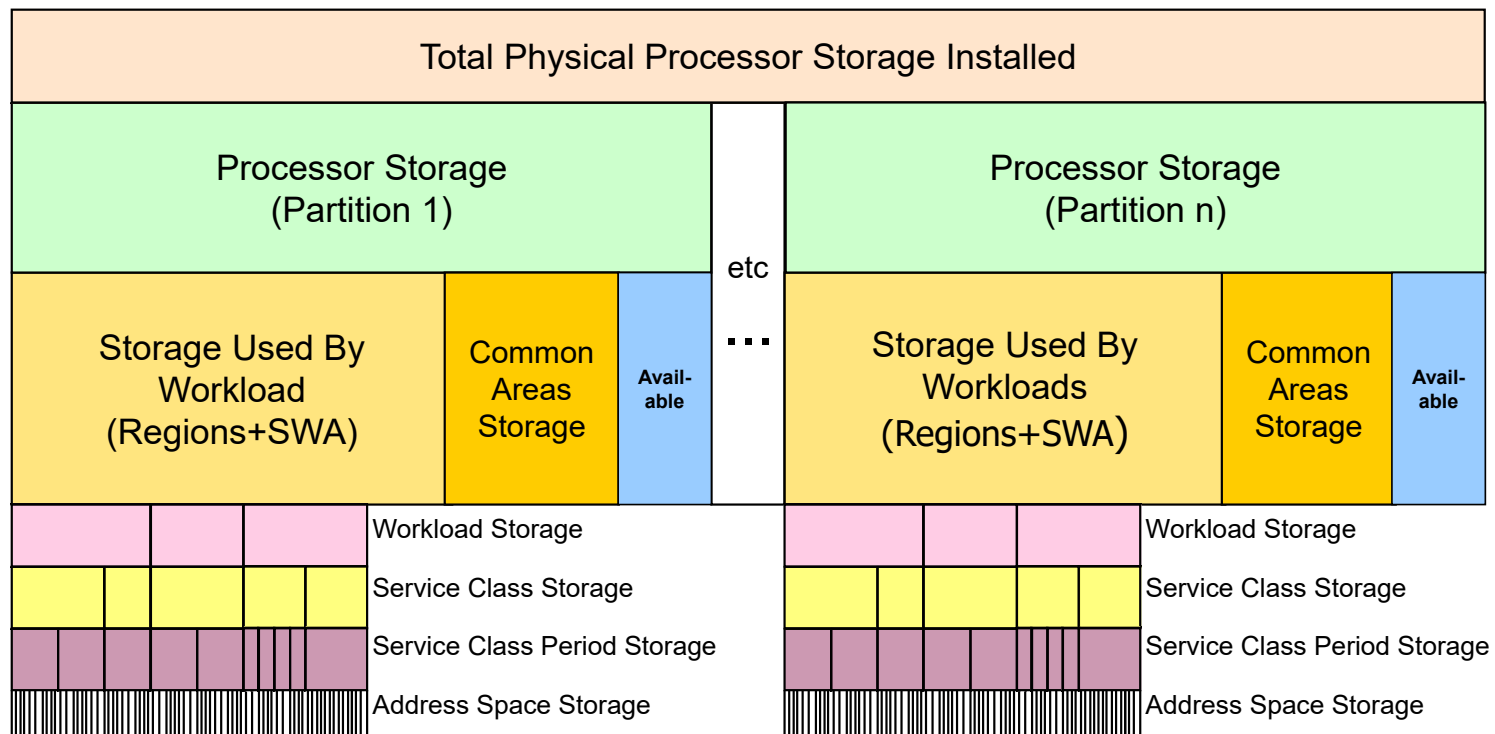 Total Physical Processor Storage Installed
Processor Storage
(Partition 1)
etc
...
Processor Storage
(Partition n)
Storage Used By
Workload
(Regions+SWA)
Common
Areas
Storage
Avail-
able
Storage Used By
Workloads
(Regions+SWA)
Common
Areas
Storage
Avail-
able
Workload Storage
Service Class Storage
Service Class Period Storage
Address Space Storage
Workload Storage
Service Class Storage
Service Class Period Storage
Address Space Storage